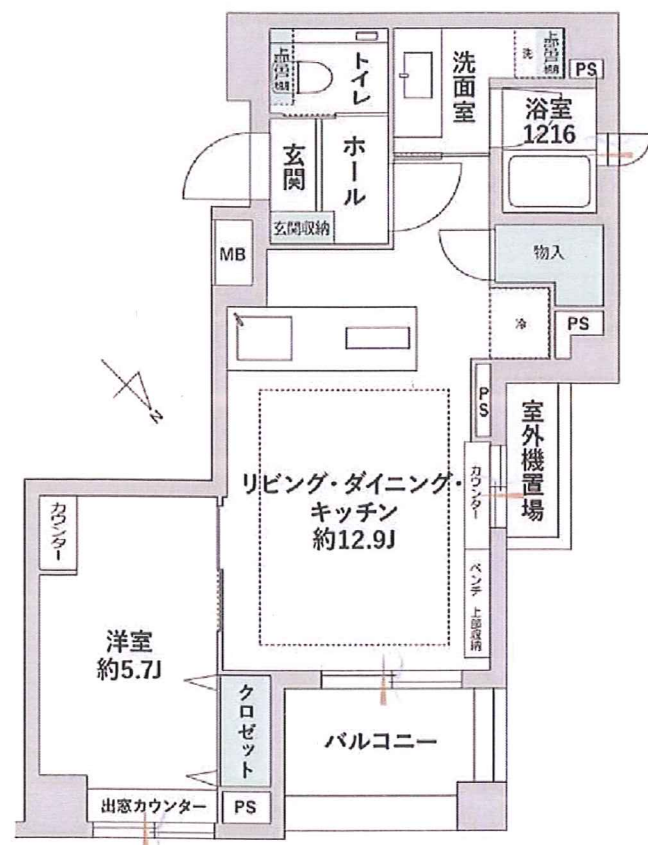 上部吊戸棚
トイレ
洗面室
洗
上部吊戸棚
PS
浴室
1216
玄関
ホール
玄関収納
MB
物入
冷
PS
PS
室外機置場
N
リビング・ダイニング・
キッチン
約12.9J
カウンター
カウンター
ベンチ 上部収納
洋室
約5.7J
クロゼット
バルコニー
出窓カウンター
PS